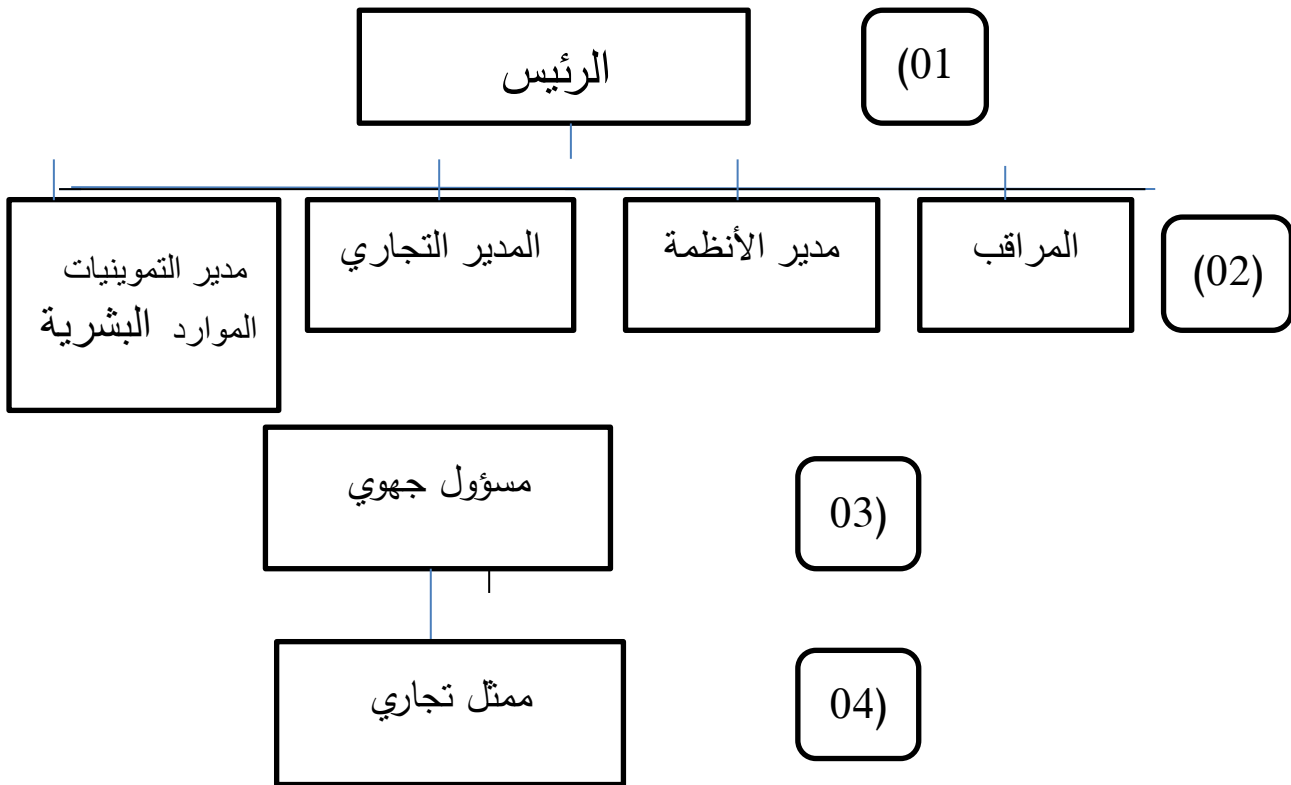 الرئيس
(01
المراقب
مدير الأنظمة
المدير التجاري
مدير التموينيات
الموارد البشرية
(02)
مسؤول جهوي
03)
ممثل تجاري
04)